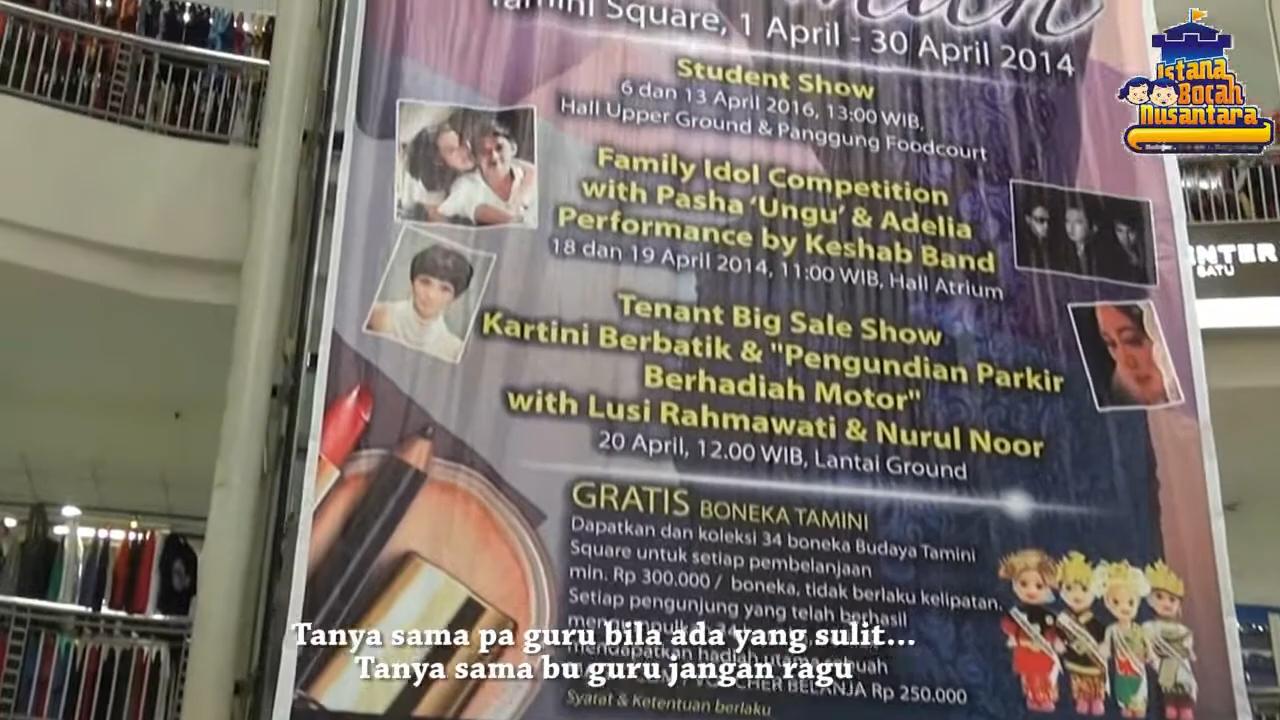 Tamini Square, 1 April - 30 April 2014
Student Show
6 dan 13 April 2016, 13:00 WIB,
Hall Upper Ground & Panggung Foodcourt
Family Idol Competition
with Pasha 'Ungu' & Adelia
Performance by Keshab Band
18 dan 19 April 2014, 11:00 WIB, Hall Atrium
Tenant Big Sale Show
Kartini Berbatik & "Pengundian Parkir
Berhadiah Motor"
with Lusi Rahmawati & Nurul Noor
20 April, 12.00 WIB, Lantai Ground
GRATIS BONEKA TAMINI
Dapatkan dan koleksi 34 boneka Budaya Tamini
Square untuk setiap pembelanjaan
min. Rp 300.000 / boneka, tidak berlaku kelipatan.
Setiap pengunjung yang telah berhasil
mendapatkan hadiah utama sebuah
VOUCHER BELANJA Rp 250.000
Syarat & Ketentuan berlaku
Tanya sama pa guru bila ada yang sulit...
Tanya sama bu guru jangan ragu
Istana
Bocah
Nusantara
SATU